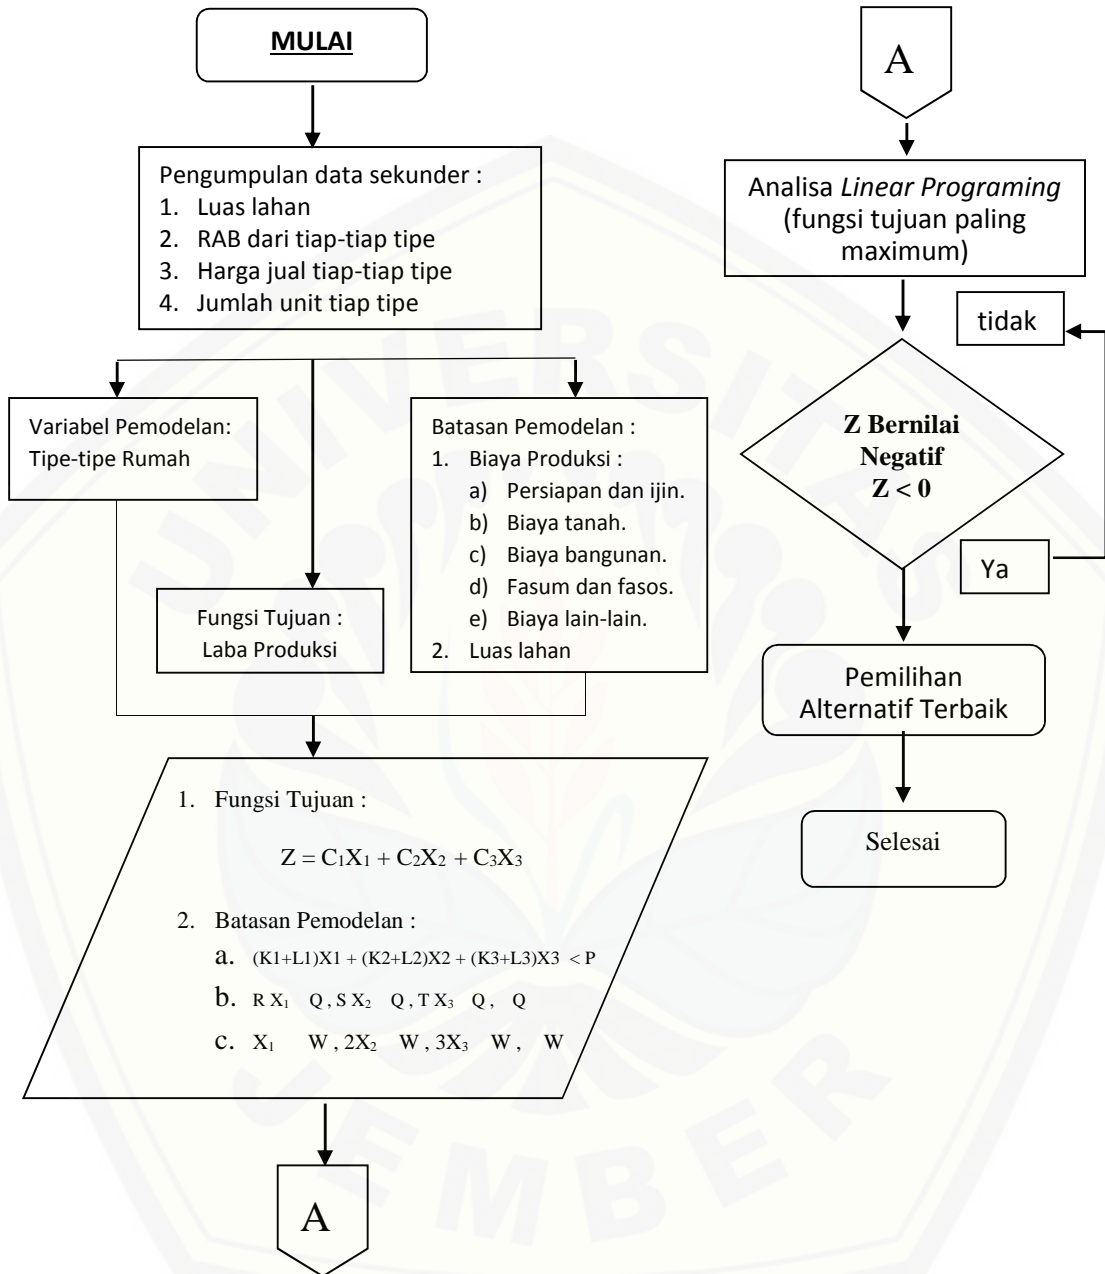 MULAI
Pengumpulan data sekunder :
1. Luas lahan
2. RAB dari tiap-tiap tipe
3. Harga jual tiap-tiap tipe
4. Jumlah unit tiap tipe
Variabel Pemodelan:
Tipe-tipe Rumah
Fungsi Tujuan :
Laba Produksi
Batasan Pemodelan :
1. Biaya Produksi :
a) Persiapan dan ijin.
b) Biaya tanah.
c) Biaya bangunan.
d) Fasum dan fasos.
e) Biaya lain-lain.
2. Luas lahan
1. Fungsi Tujuan :
Z = C₁X₁ + C₂X₂ + C₃X₃
2. Batasan Pemodelan :
a. (K1+L1)X1 + (K2+L2)X2 + (K3+L3)X3 < P
b. R X₁ Q , S X₂ Q , T X₃ Q , Q
c. X₁ W , 2X₂ W , 3X₃ W , W
A
A
Analisa Linear Programing
(fungsi tujuan paling
maximum)
tidak
Z Bernilai
Negatif
Z < 0
Ya
Pemilihan
Alternatif Terbaik
Selesai
UNIVERSITAS
JEMBER